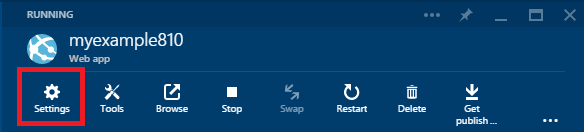 RUNNING
myexample810
Web app
Settings Tools Browse Stop Swap Restart Delete Get publish ...